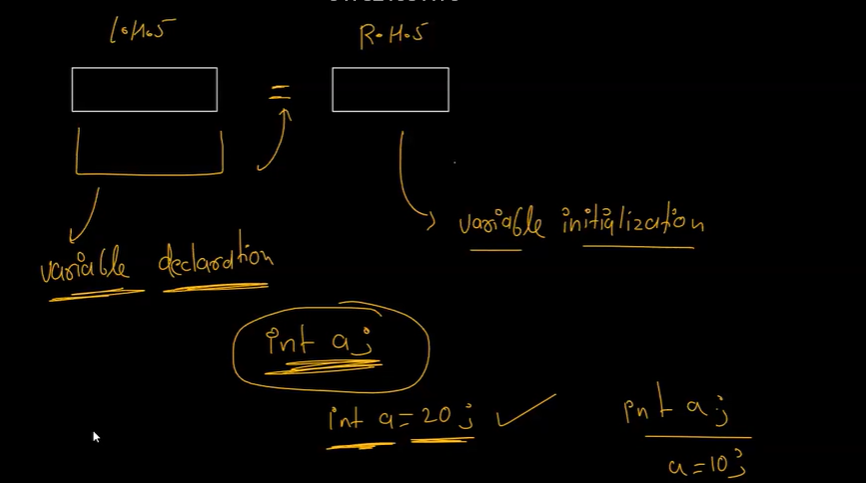 L.H.S
R.H.S
=
variable initialization
variable declaration
int a;
int a = 20;
int a;
a = 10;